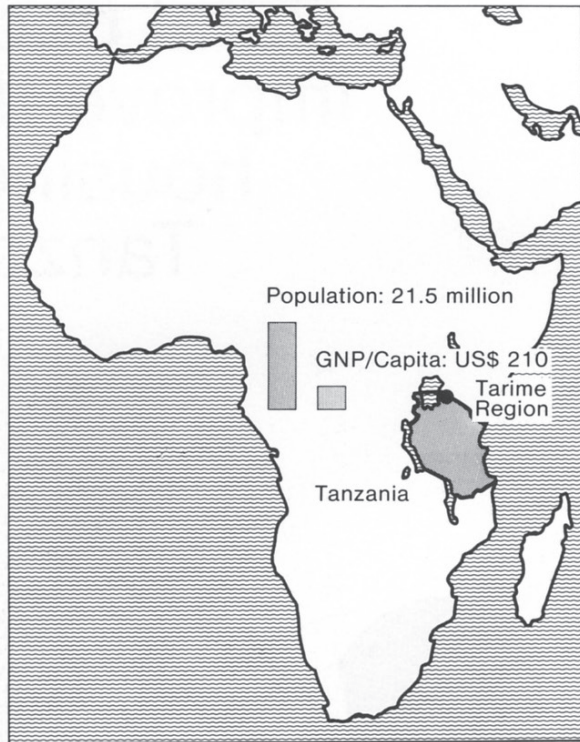 Population: 21.5 million
GNP/Capita: US$ 210
Tarime
Region
Tanzania